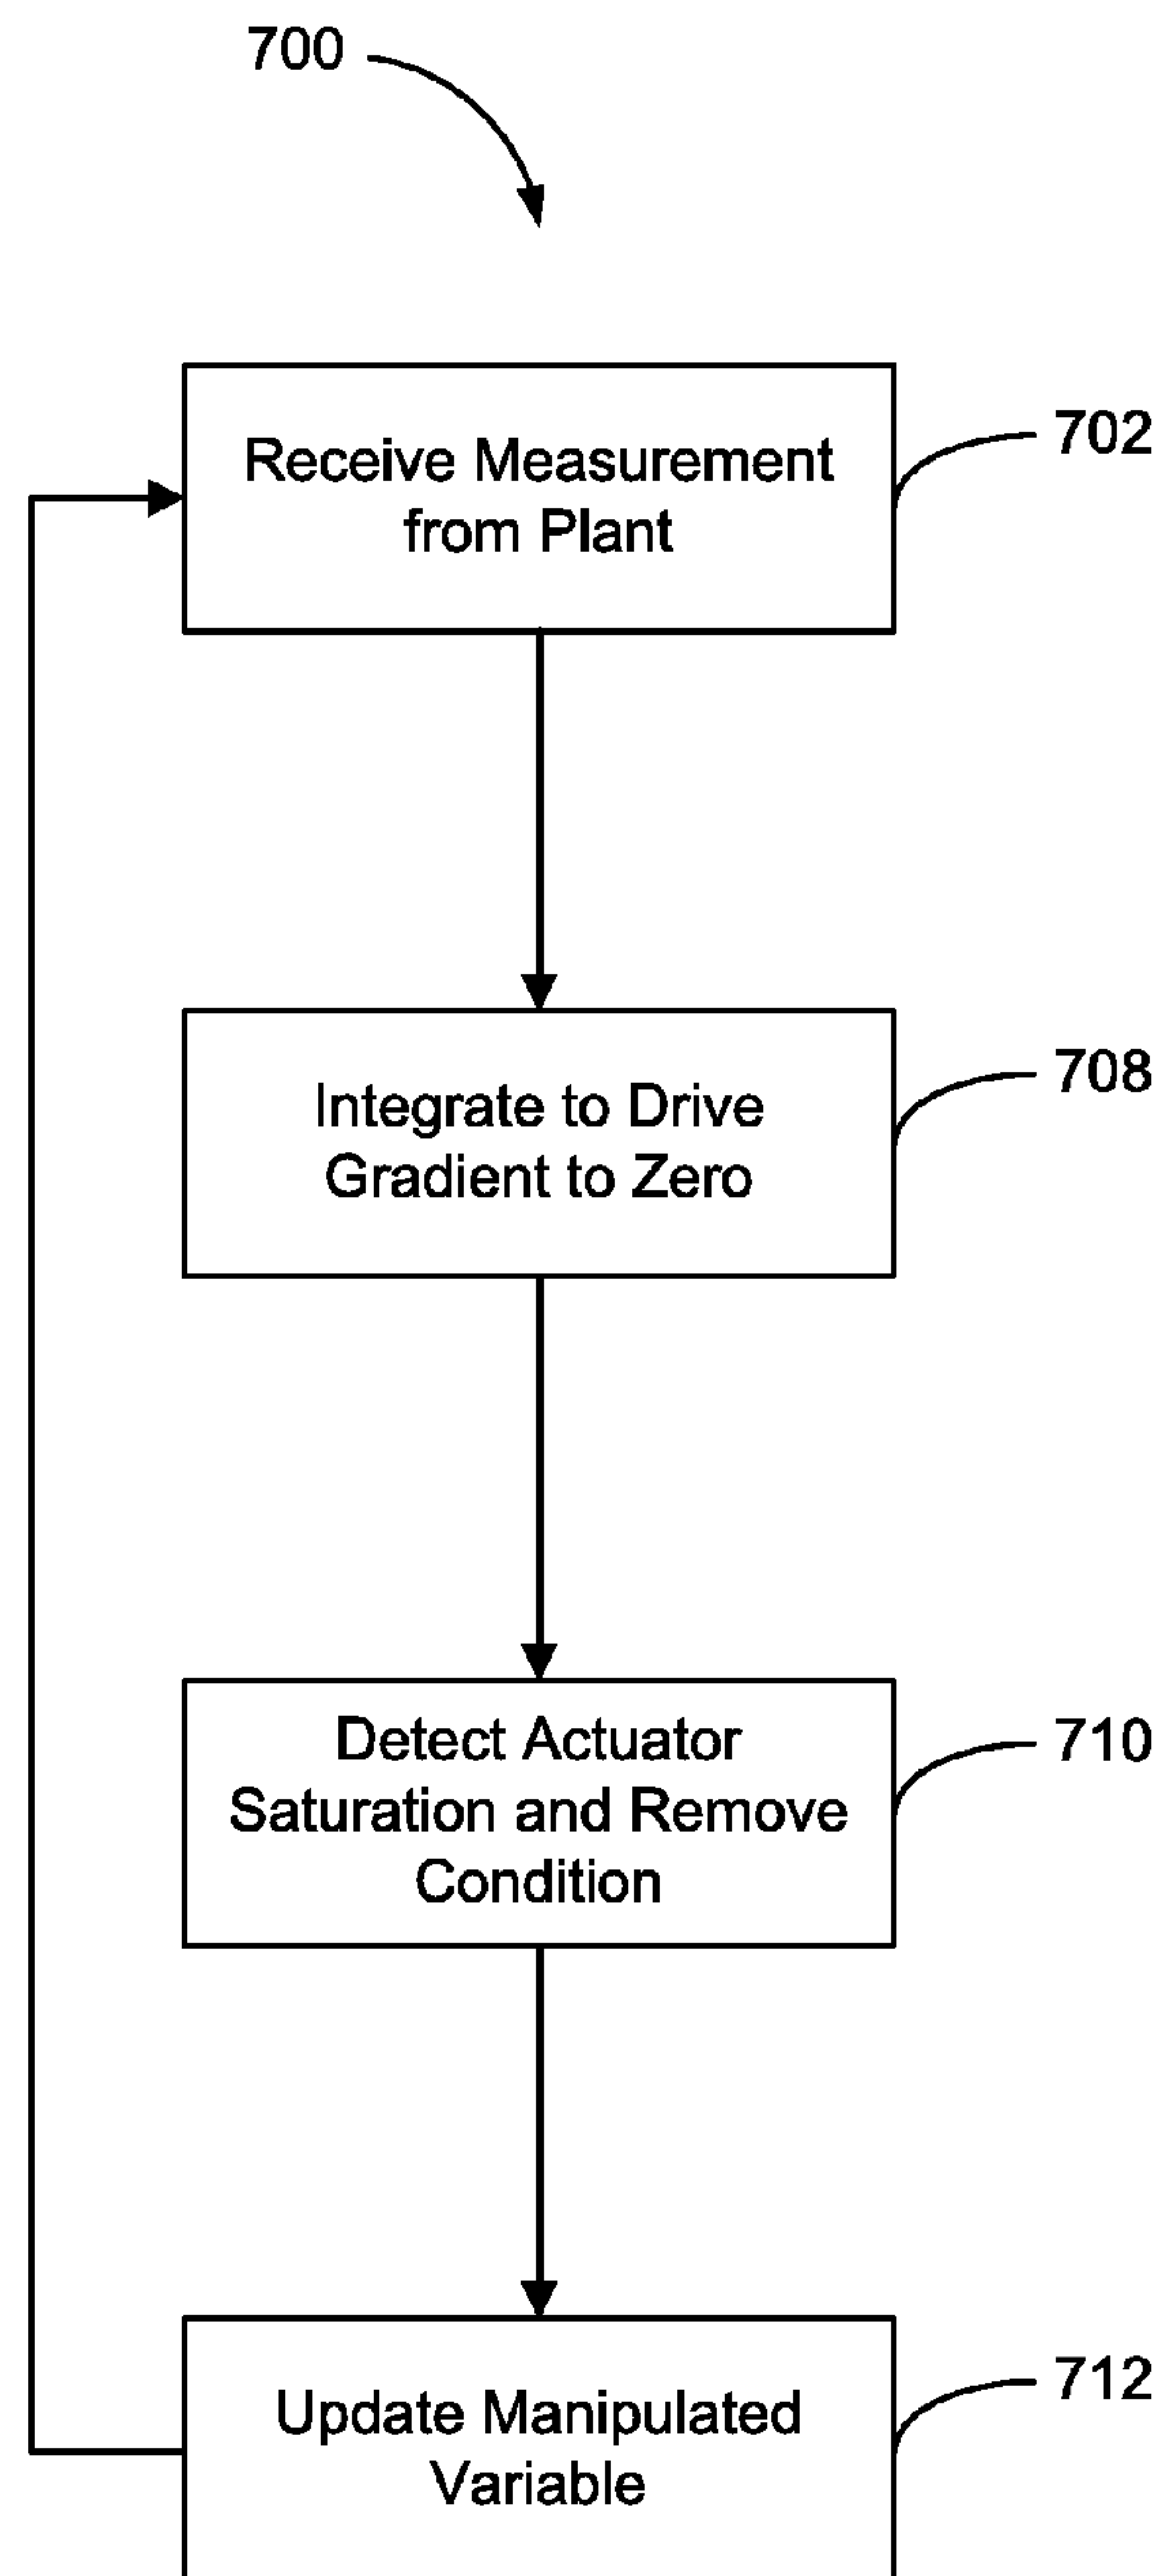 700
Receive Measurement
from Plant
702
Integrate to Drive
Gradient to Zero
708
Detect Actuator
Saturation and Remove
Condition
710
Update Manipulated
Variable
712